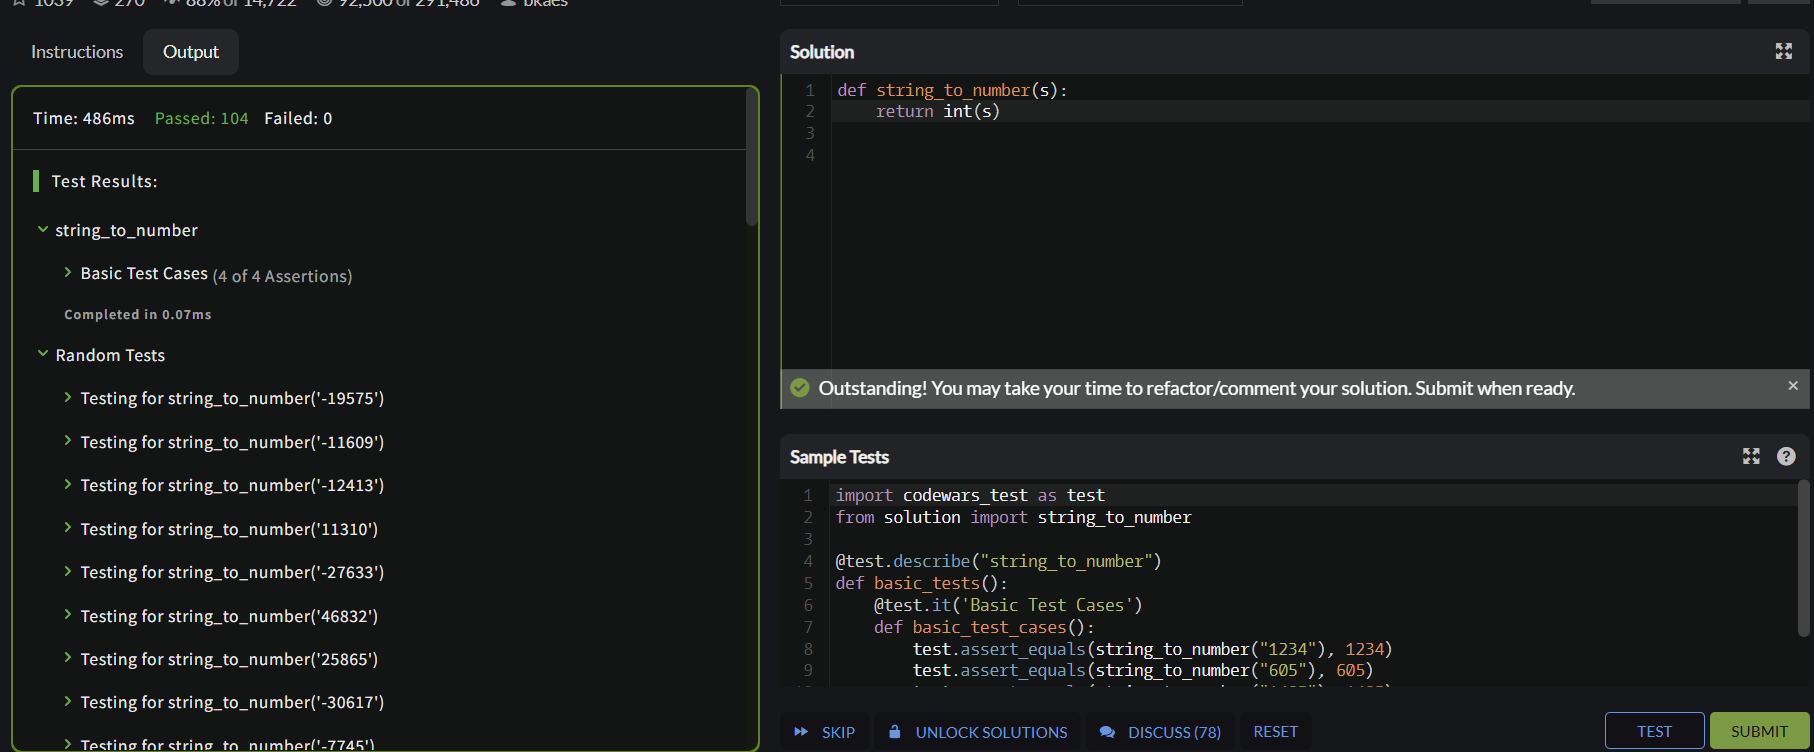 1039 270 88% of 14,722 92,500 of 291,486 bkaes
Instructions Output
Time: 486ms Passed: 104 Failed: 0
Test Results:
string_to_number
Basic Test Cases (4 of 4 Assertions)
Completed in 0.07ms
Random Tests
Testing for string_to_number('-19575')
Testing for string_to_number('-11609')
Testing for string_to_number('-12413')
Testing for string_to_number('11310')
Testing for string_to_number('-27633')
Testing for string_to_number('46832')
Testing for string_to_number('25865')
Testing for string_to_number('-30617')
Testing for string_to_number('-7745')
Solution
1 def string_to_number(s):
2 return int(s)
3
4
Outstanding! You may take your time to refactor/comment your solution. Submit when ready.
Sample Tests
1 import codewars_test as test
2 from solution import string_to_number
3
4 @test.describe("string_to_number")
5 def basic_tests():
6 @test.it('Basic Test Cases')
7 def basic_test_cases():
8 test.assert_equals(string_to_number("1234"), 1234)
9 test.assert_equals(string_to_number("605"), 605)
SKIP UNLOCK SOLUTIONS DISCUSS (78) RESET TEST SUBMIT